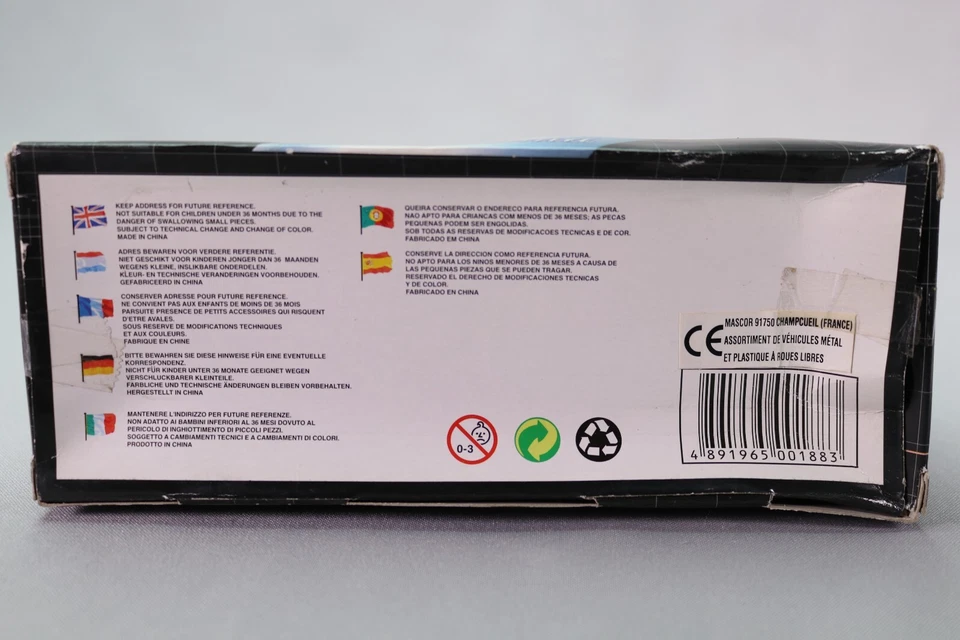 KEEP ADDRESS FOR FUTURE REFERENCE.
NOT SUITABLE FOR CHILDREN UNDER 36 MONTHS DUE TO THE
DANGER OF SWALLOWING SMALL PIECES.
SUBJECT TO TECHNICAL CHANGE AND CHANGE OF COLOR.
MADE IN CHINA
ADRES BEWAREN VOOR VERDERE REFERENTIE.
NIET GESCHIKT VOOR KINDEREN JONGER DAN 36 MAANDEN
WEGENS KLEINE, INSLIKBARE ONDERDELEN.
KLEUR- EN TECHNISCHE VERANDERINGEN VOORBEHOUDEN.
GEFABRICEERD IN CHINA
CONSERVER ADRESSE POUR FUTURE REFERENCE.
NE CONVIENT PAS AUX ENFANTS DE MOINS DE 36 MOIS
PARSUITE PRESENCE DE PETITS ACCESSOIRES QUI RISQUENT
D'ETRE AVALES.
SOUS RESERVE DE MODIFICATIONS TECHNIQUES
ET AUX COULEURS.
FABRIQUE EN CHINE
BITTE BEWAHREN SIE DIESE HINWEISE FÜR EINE EVENTUELLE
KORRESPONDENZ.
NICHT FÜR KINDER UNTER 36 MONATE GEEIGNET WEGEN
VERSCHLUCKBARER KLEINTEILE.
FARBLICHE UND TECHNISCHE ÄNDERUNGEN BLEIBEN VORBEHALTEN.
HERGESTELLT IN CHINA
MANTENERE L'INDIRIZZO PER FUTURE REFERENZE.
NON ADATTO AI BAMBINI INFERIORI AL 36 MESI DOVUTO AL
PERICOLO DI INGHIOTTIMENTO DI PICCOLI PEZZI.
SOGGETTO A CAMBIAMENTI TECNICI E A CAMBIAMENTI DI COLORI.
PRODOTTO IN CHINA
QUEIRA CONSERVAR O ENDERECO PARA REFERENCIA FUTURA,
NAO APTO PARA CRIANCAS COM MENOS DE 36 MESES; AS PECAS
PEQUENAS PODEM SER ENGOLIDAS.
SOB TODAS AS RESERVAS DE MODIFICACOES TECNICAS E DE COR.
FABRICADO EM CHINA
CONSERVE LA DIRECCION COMO REFERENCIA FUTURA.
NO APTO PARA LOS NINOS MENORES DE 36 MESES A CAUSA DE
LAS PEQUENAS PIEZAS QUE SE PUEDEN TRAGAR.
RESERVADO EL DERECHO DE MODIFICACIONES TECNICAS
Y DE COLOR.
FABRICADO EN CHINA
0-3
CE
MASCOR 91750 CHAMPCUEIL (FRANCE)
ASSORTIMENT DE VÉHICULES MÉTAL
ET PLASTIQUE À ROUES LIBRES
4 891965 001883